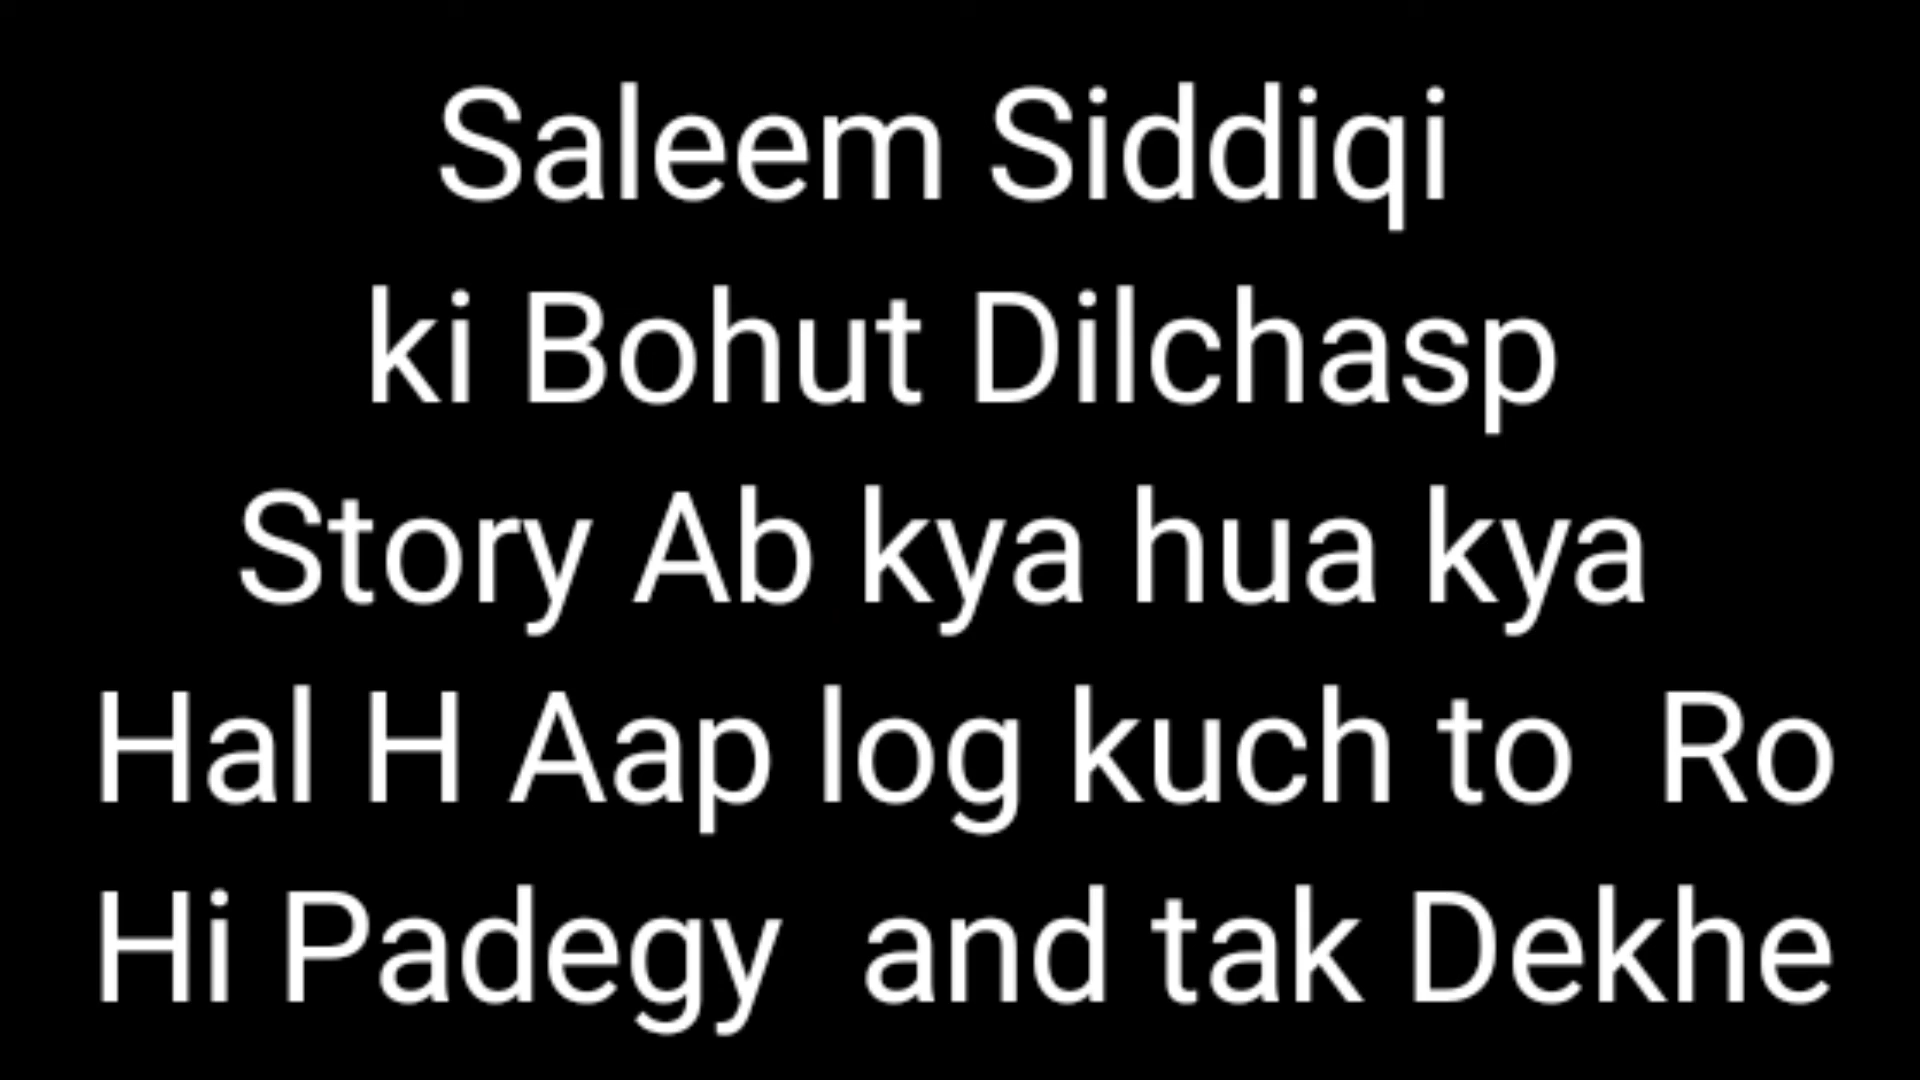 Saleem Siddiqi
ki Bohut Dilchasp
Story Ab kya hua kya
Hal H Aap log kuch to  Ro
Hi Padegy  and tak Dekhe